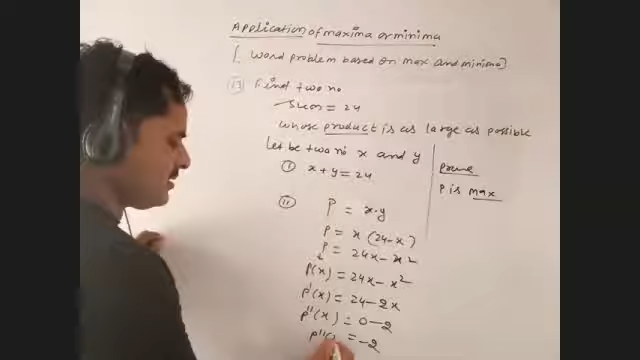 Application of maxima or minima
[ Word problem based on max and minima]
(i) Find two no
Sum = 24
whose product is as large as possible
Let be two no x and y
(i) x + y = 24
(ii) P = x·y
P = x (24-x)
P = 24x - x²
P(x) = 24x - x²
P'(x) = 24 - 2x
P''(x) = 0 - 2
P''( = -2
prove
P is max